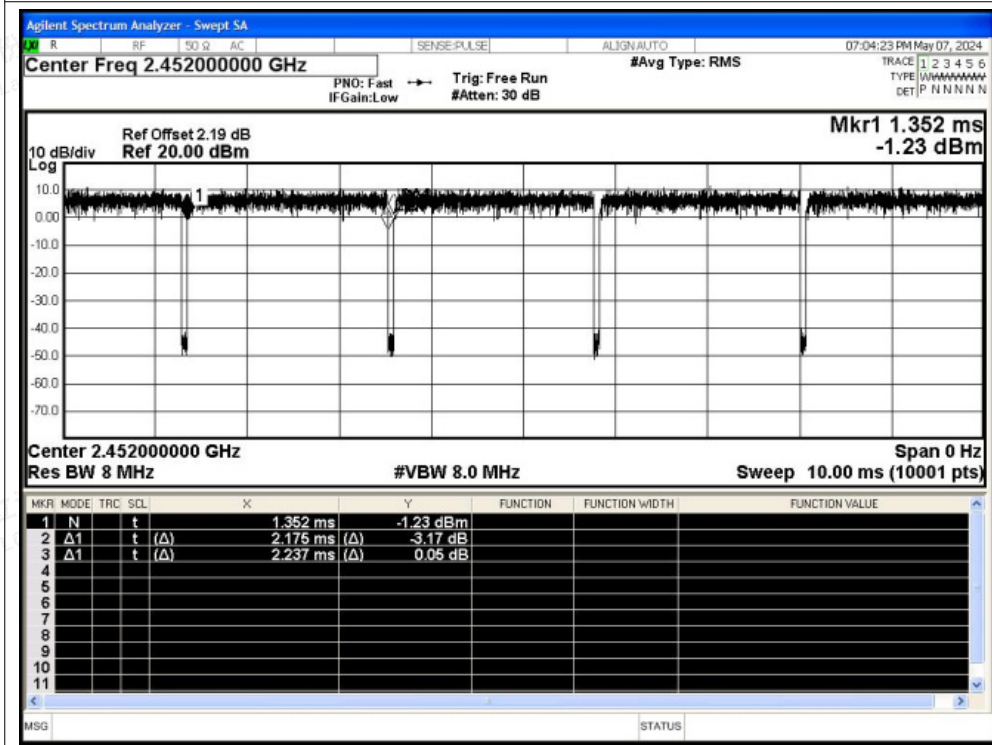 Agilent Spectrum Analyzer - Swept SA
LXI R RF 50 Ω AC SENSE:PULSE ALIGNAUTO 07:04:23 PM May 07, 2024
Center Freq 2.452000000 GHz #Avg Type: RMS TRACE 1 2 3 4 5 6
PNO: Fast Trig: Free Run TYPE WWWWWW
IFGain:Low #Atten: 30 dB DET P N N N N N
Mkr1 1.352 ms
Ref Offset 2.19 dB
10 dB/div Ref 20.00 dBm -1.23 dBm
Log
10.0
1
0.00
-10.0
-20.0
-30.0
-40.0
-50.0
-60.0
-70.0
Center 2.452000000 GHz Span 0 Hz
Res BW 8 MHz #VBW 8.0 MHz Sweep 10.00 ms (10001 pts)
MKR MODE TRC SCL X Y FUNCTION FUNCTION WIDTH FUNCTION VALUE
1 N t 1.352 ms -1.23 dBm
2 Δ1 t (Δ) 2.175 ms (Δ) -3.17 dB
3 Δ1 t (Δ) 2.237 ms (Δ) 0.05 dB
4
5
6
7
8
9
10
11
MSG STATUS